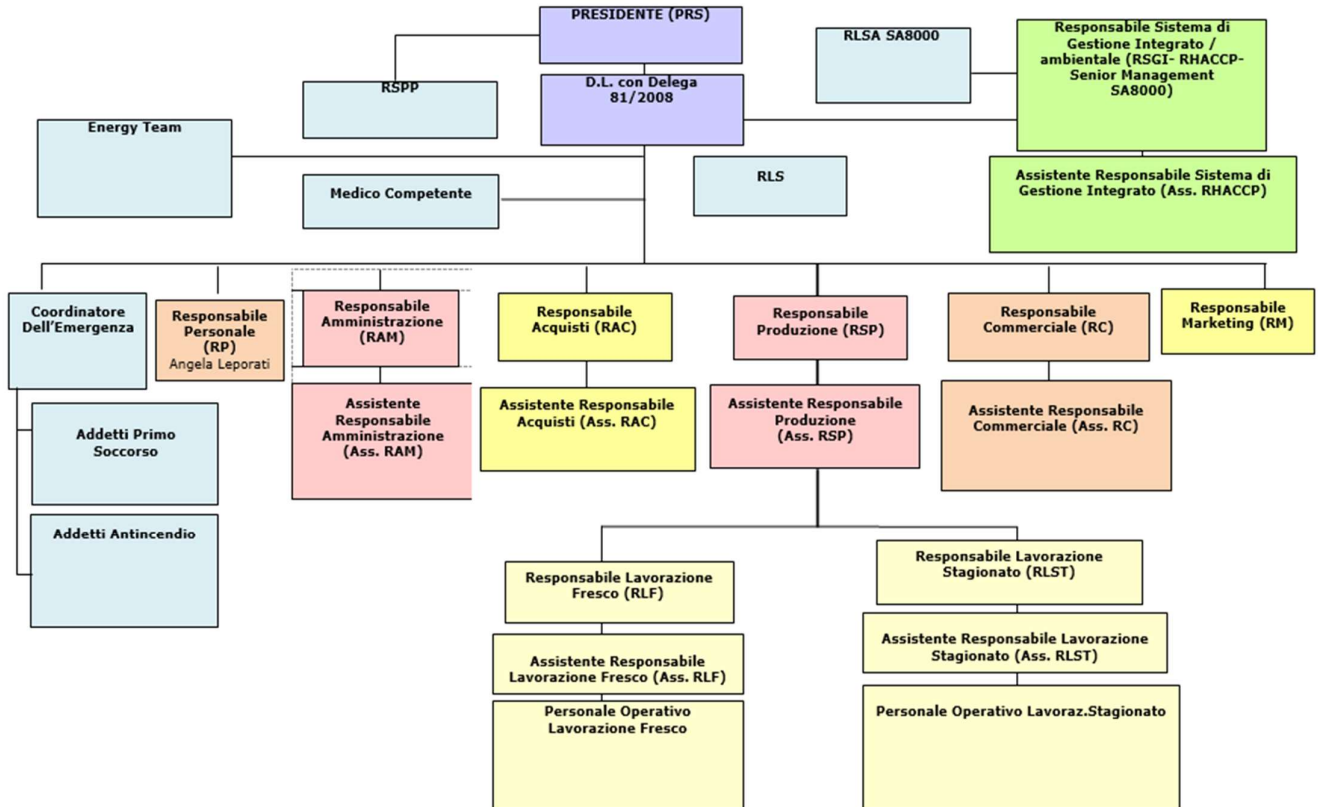 PRESIDENTE (PRS)
RLSA SA8000
Responsabile Sistema di
Gestione Integrato /
ambientale (RSGI- RHACCP-
Senior Management
SA8000)
RSPP
D.L. con Delega
81/2008
Energy Team
Medico Competente
RLS
Assistente Responsabile Sistema di
Gestione Integrato (Ass. RHACCP)
Coordinatore
Dell'Emergenza
Responsabile
Personale
(RP)
Angela Leporati
Responsabile
Amministrazione
(RAM)
Responsabile
Acquisti (RAC)
Responsabile
Produzione (RSP)
Responsabile
Commerciale (RC)
Responsabile
Marketing (RM)
Addetti Primo
Soccorso
Assistente
Responsabile
Amministrazione
(Ass. RAM)
Assistente Responsabile
Acquisti (Ass. RAC)
Assistente Responsabile
Produzione
(Ass. RSP)
Assistente Responsabile
Commerciale (Ass. RC)
Addetti Antincendio
Responsabile Lavorazione
Fresco (RLF)
Responsabile Lavorazione
Stagionato (RLST)
Assistente Responsabile
Lavorazione Fresco (Ass. RLF)
Assistente Responsabile Lavorazione
Stagionato (Ass. RLST)
Personale Operativo
Lavorazione Fresco
Personale Operativo Lavoraz.Stagionato